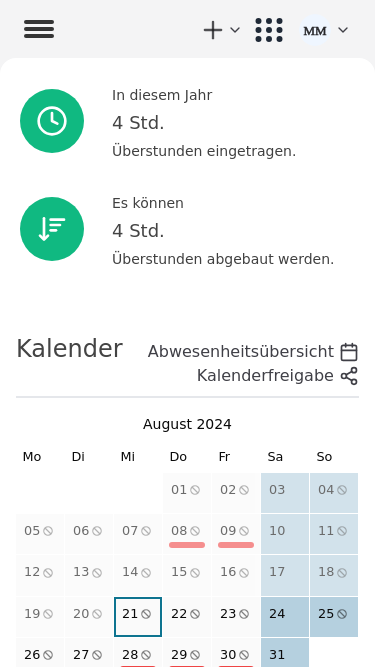 MM
In diesem Jahr
4 Std.
Überstunden eingetragen.
Es können
4 Std.
Überstunden abgebaut werden.
Kalender
Abwesenheitsübersicht
Kalenderfreigabe
August 2024
Mo Di Mi Do Fr Sa So
01 02 03 04
05 06 07 08 09 10 11
12 13 14 15 16 17 18
19 20 21 22 23 24 25
26 27 28 29 30 31